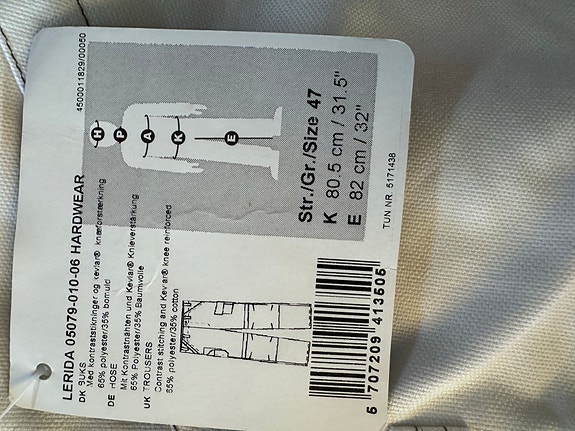 4500011829/00050
LERIDA 05079-010-06 HARDWEAR
DK BUKS
Med kontraststikninger og kevlar® knæforstærkning
65% polyester/35% bomuld
DE HOSE
Mit Kontrastnähten und Kevlar® Knieverstärkung
65% Polyester/35% Baumwolle
UK TROUSERS
Contrast stitching and Kevlar® knee reinforced
65% polyester/35% cotton
H
P
A
K
E
Str./Gr./Size 47
K 80.5 cm / 31.5"
E 82 cm / 32"
TUN NR. 5171438
5 707209 413505